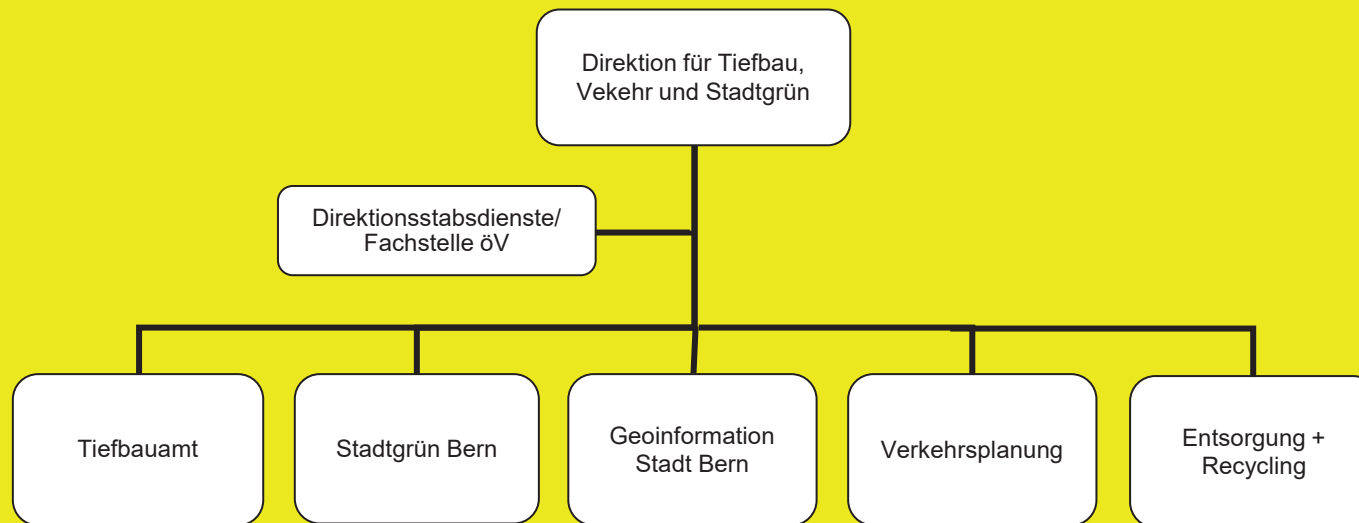 Direktion für Tiefbau,
Vekehr und Stadtgrün
Direktionsstabsdienste/
Fachstelle öV
Tiefbauamt
Stadtgrün Bern
Geoinformation
Stadt Bern
Verkehrsplanung
Entsorgung +
Recycling